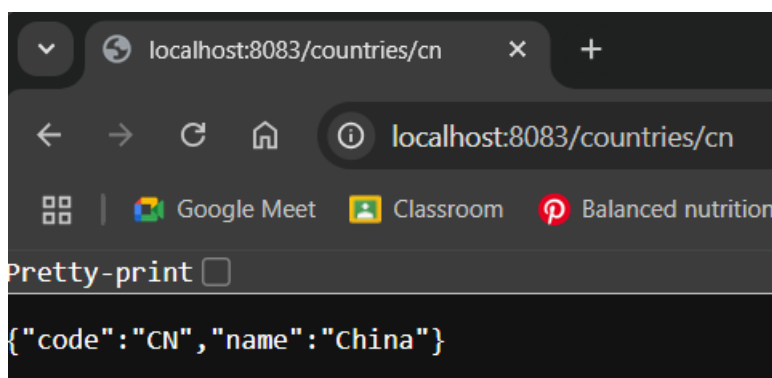 localhost:8083/countries/cn
localhost:8083/countries/cn
Google Meet Classroom Balanced nutrition
Pretty-print
{"code":"CN","name":"China"}